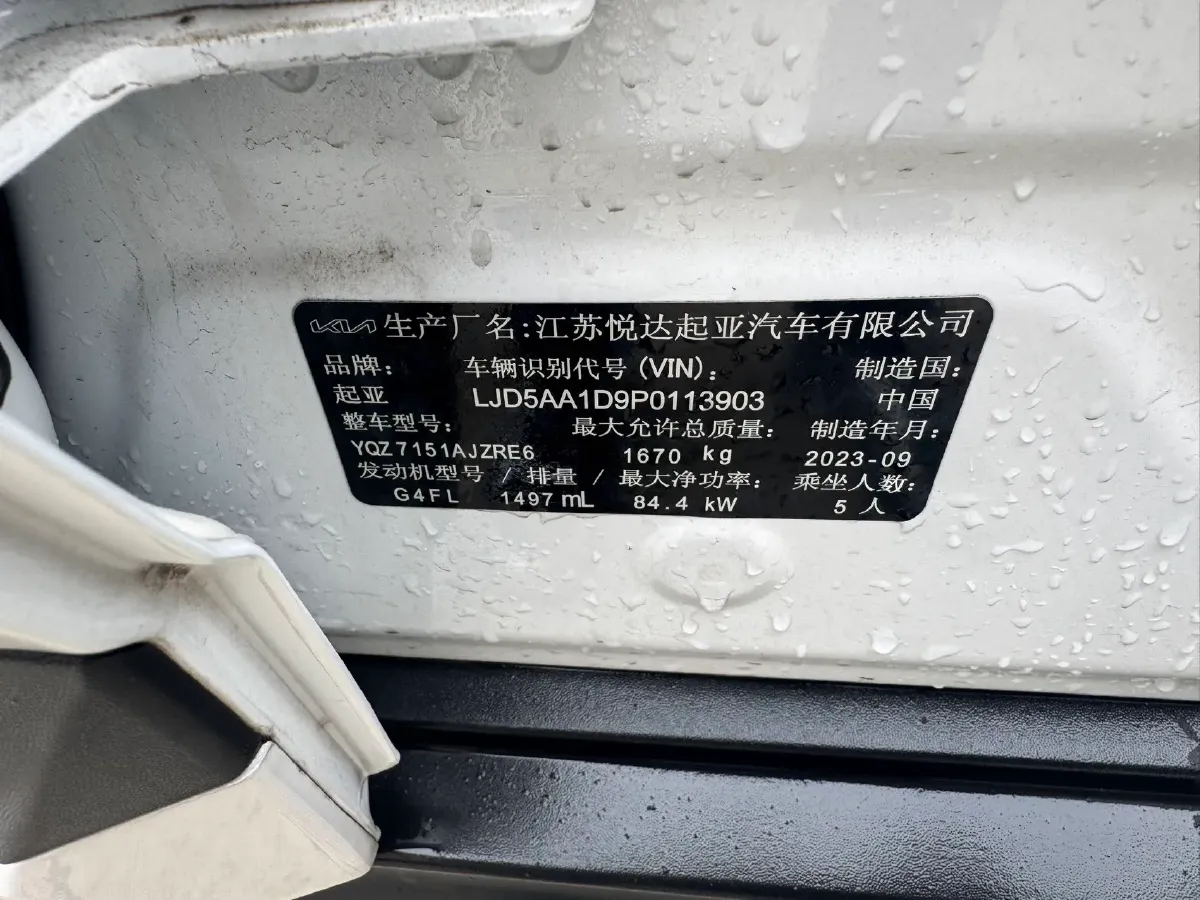 KIA 生产厂名:江苏悦达起亚汽车有限公司
品牌: 车辆识别代号(VIN): 制造国:
起亚 LJD5AA1D9P0113903 中国
整车型号: 最大允许总质量: 制造年月:
YQZ7151AJZRE6 1670 kg 2023-09
发动机型号 / 排量 / 最大净功率: 乘坐人数:
G4FL 1497 mL 84.4 kW 5 人